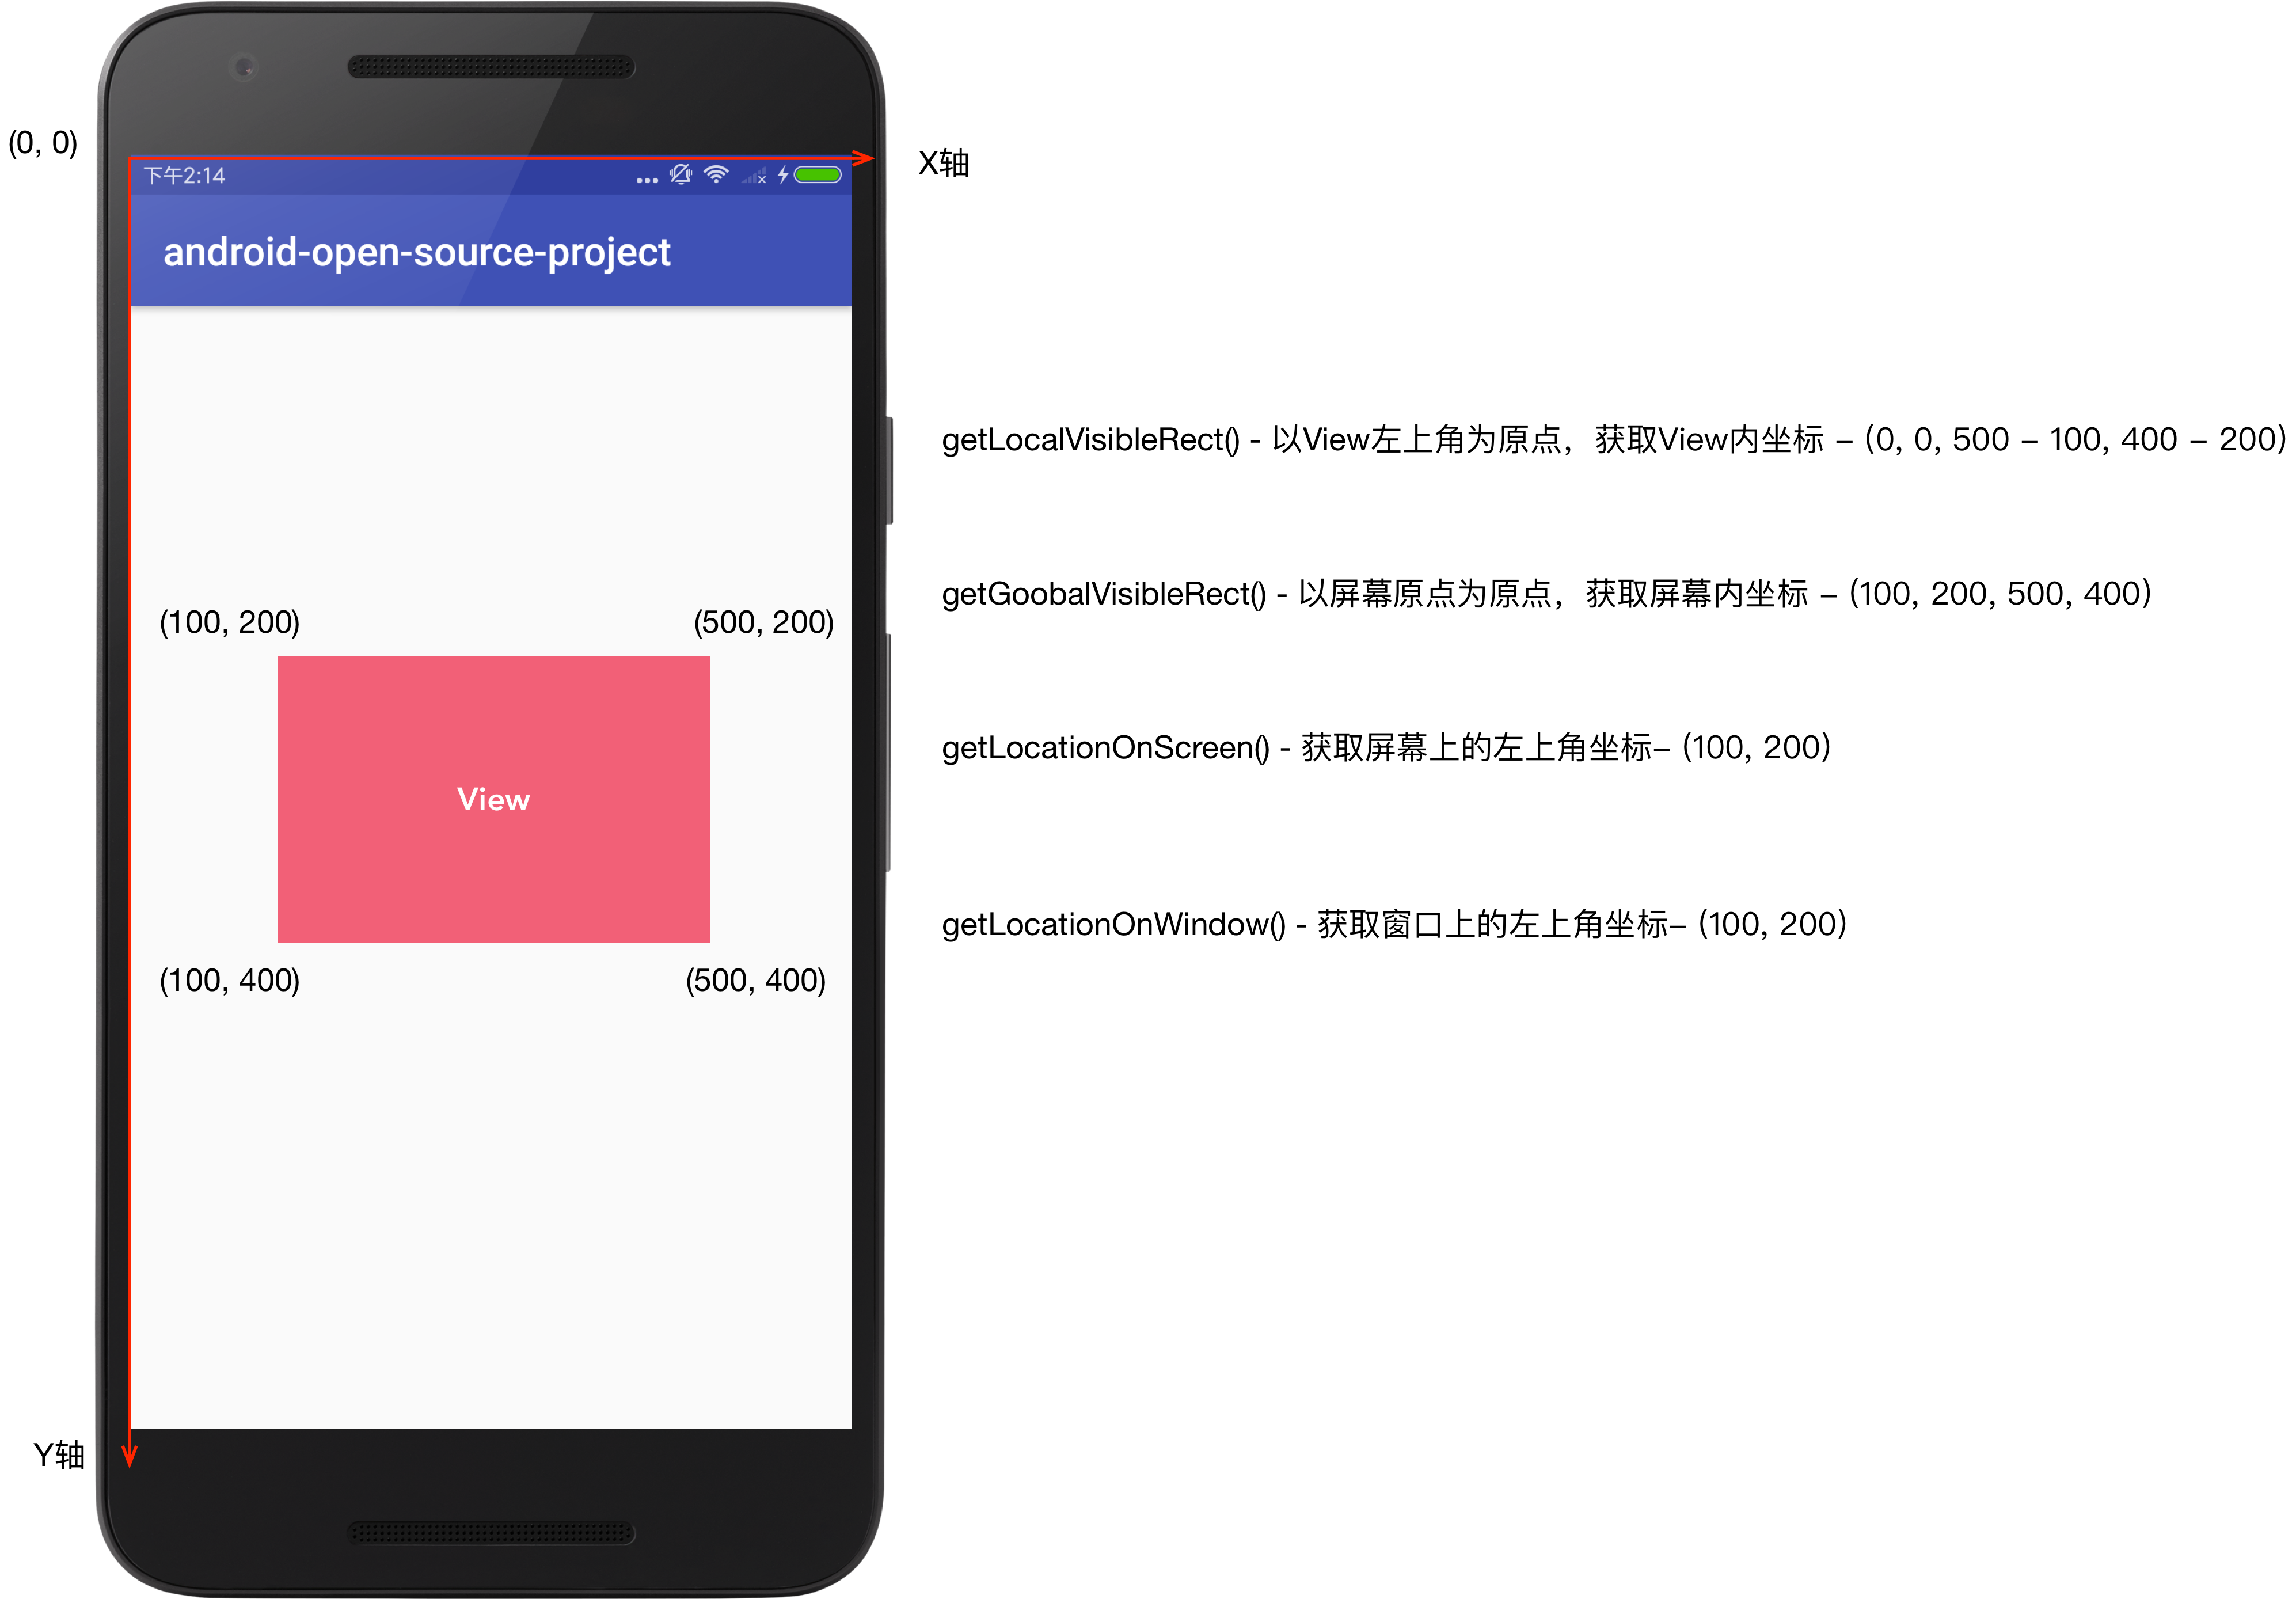 (0, 0)
X轴
下午2:14
android-open-source-project
getLocalVisibleRect() - 以View左上角为原点，获取View内坐标 – (0, 0, 500 – 100, 400 – 200)
getGoobalVisibleRect() - 以屏幕原点为原点，获取屏幕内坐标 – (100, 200, 500, 400)
(100, 200)
(500, 200)
getLocationOnScreen() - 获取屏幕上的左上角坐标– (100, 200)
View
getLocationOnWindow() - 获取窗口上的左上角坐标– (100, 200)
(100, 400)
(500, 400)
Y轴